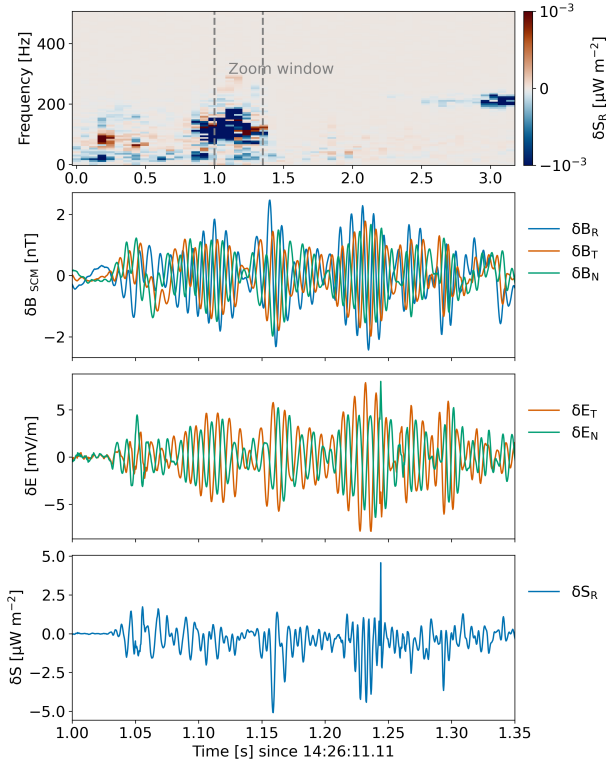 Frequency [Hz]
400
200
0
Zoom window
0.0
0.5
1.0
1.5
2.0
2.5
3.0
10⁻³
0
−10⁻³
δS_R [µW m⁻²]
δB_SCM [nT]
2
0
−2
δB_R
δB_T
δB_N
δE [mV/m]
5
0
−5
δE_T
δE_N
δS [µW m⁻²]
5.0
2.5
0.0
−2.5
−5.0
δS_R
1.00
1.05
1.10
1.15
1.20
1.25
1.30
1.35
Time [s] since 14:26:11.11